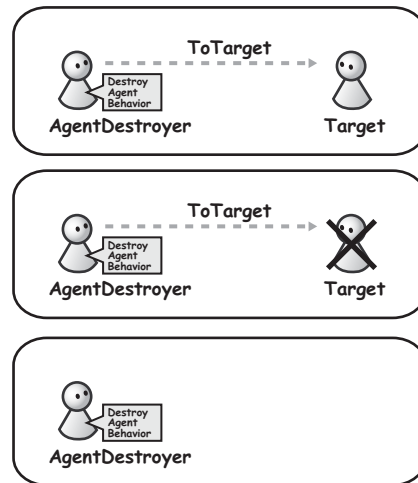 ToTarget
Destroy
Agent
Behavior
AgentDestroyer
Target
ToTarget
Destroy
Agent
Behavior
AgentDestroyer
Target
Destroy
Agent
Behavior
AgentDestroyer